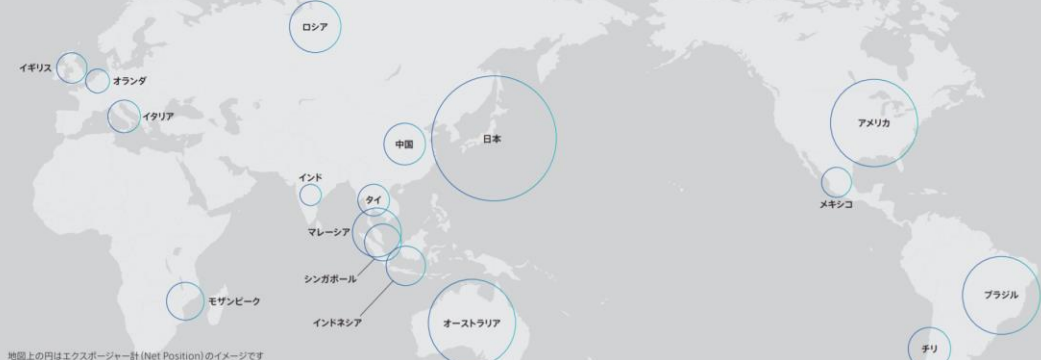 ロシア
イギリス
オランダ
イタリア
中国
日本
アメリカ
インド
タイ
メキシコ
マレーシア
シンガポール
インドネシア
モザンビーク
オーストラリア
ブラジル
チリ
地図上の円はエクスポージャー計(Net Position)のイメージです